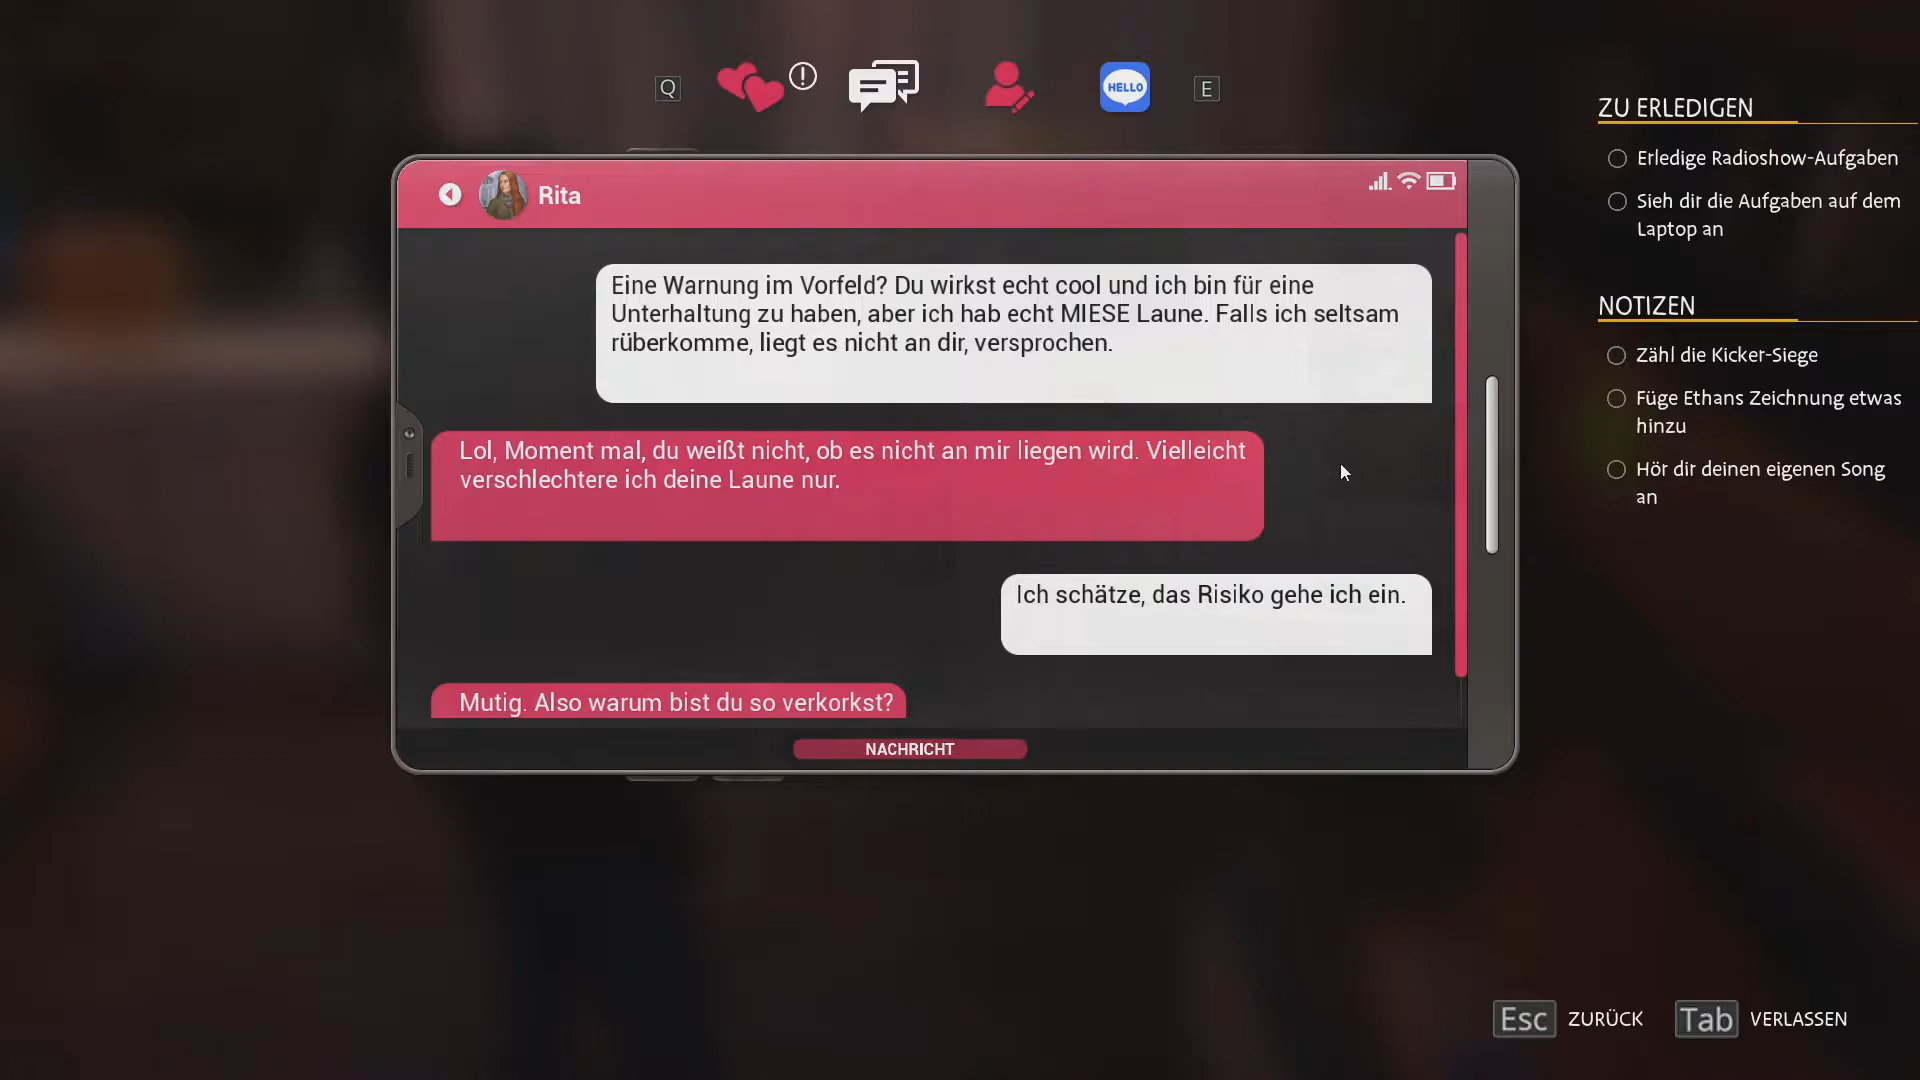 Q
HELLO
E
Rita
Eine Warnung im Vorfeld? Du wirkst echt cool und ich bin für eine
Unterhaltung zu haben, aber ich hab echt MIESE Laune. Falls ich seltsam
rüberkomme, liegt es nicht an dir, versprochen.
Lol, Moment mal, du weißt nicht, ob es nicht an mir liegen wird. Vielleicht
verschlechtere ich deine Laune nur.
Ich schätze, das Risiko gehe ich ein.
Mutig. Also warum bist du so verkorkst?
NACHRICHT
ZU ERLEDIGEN
Erledige Radioshow-Aufgaben
Sieh dir die Aufgaben auf dem
Laptop an
NOTIZEN
Zähl die Kicker-Siege
Füge Ethans Zeichnung etwas
hinzu
Hör dir deinen eigenen Song
an
Esc ZURÜCK Tab VERLASSEN